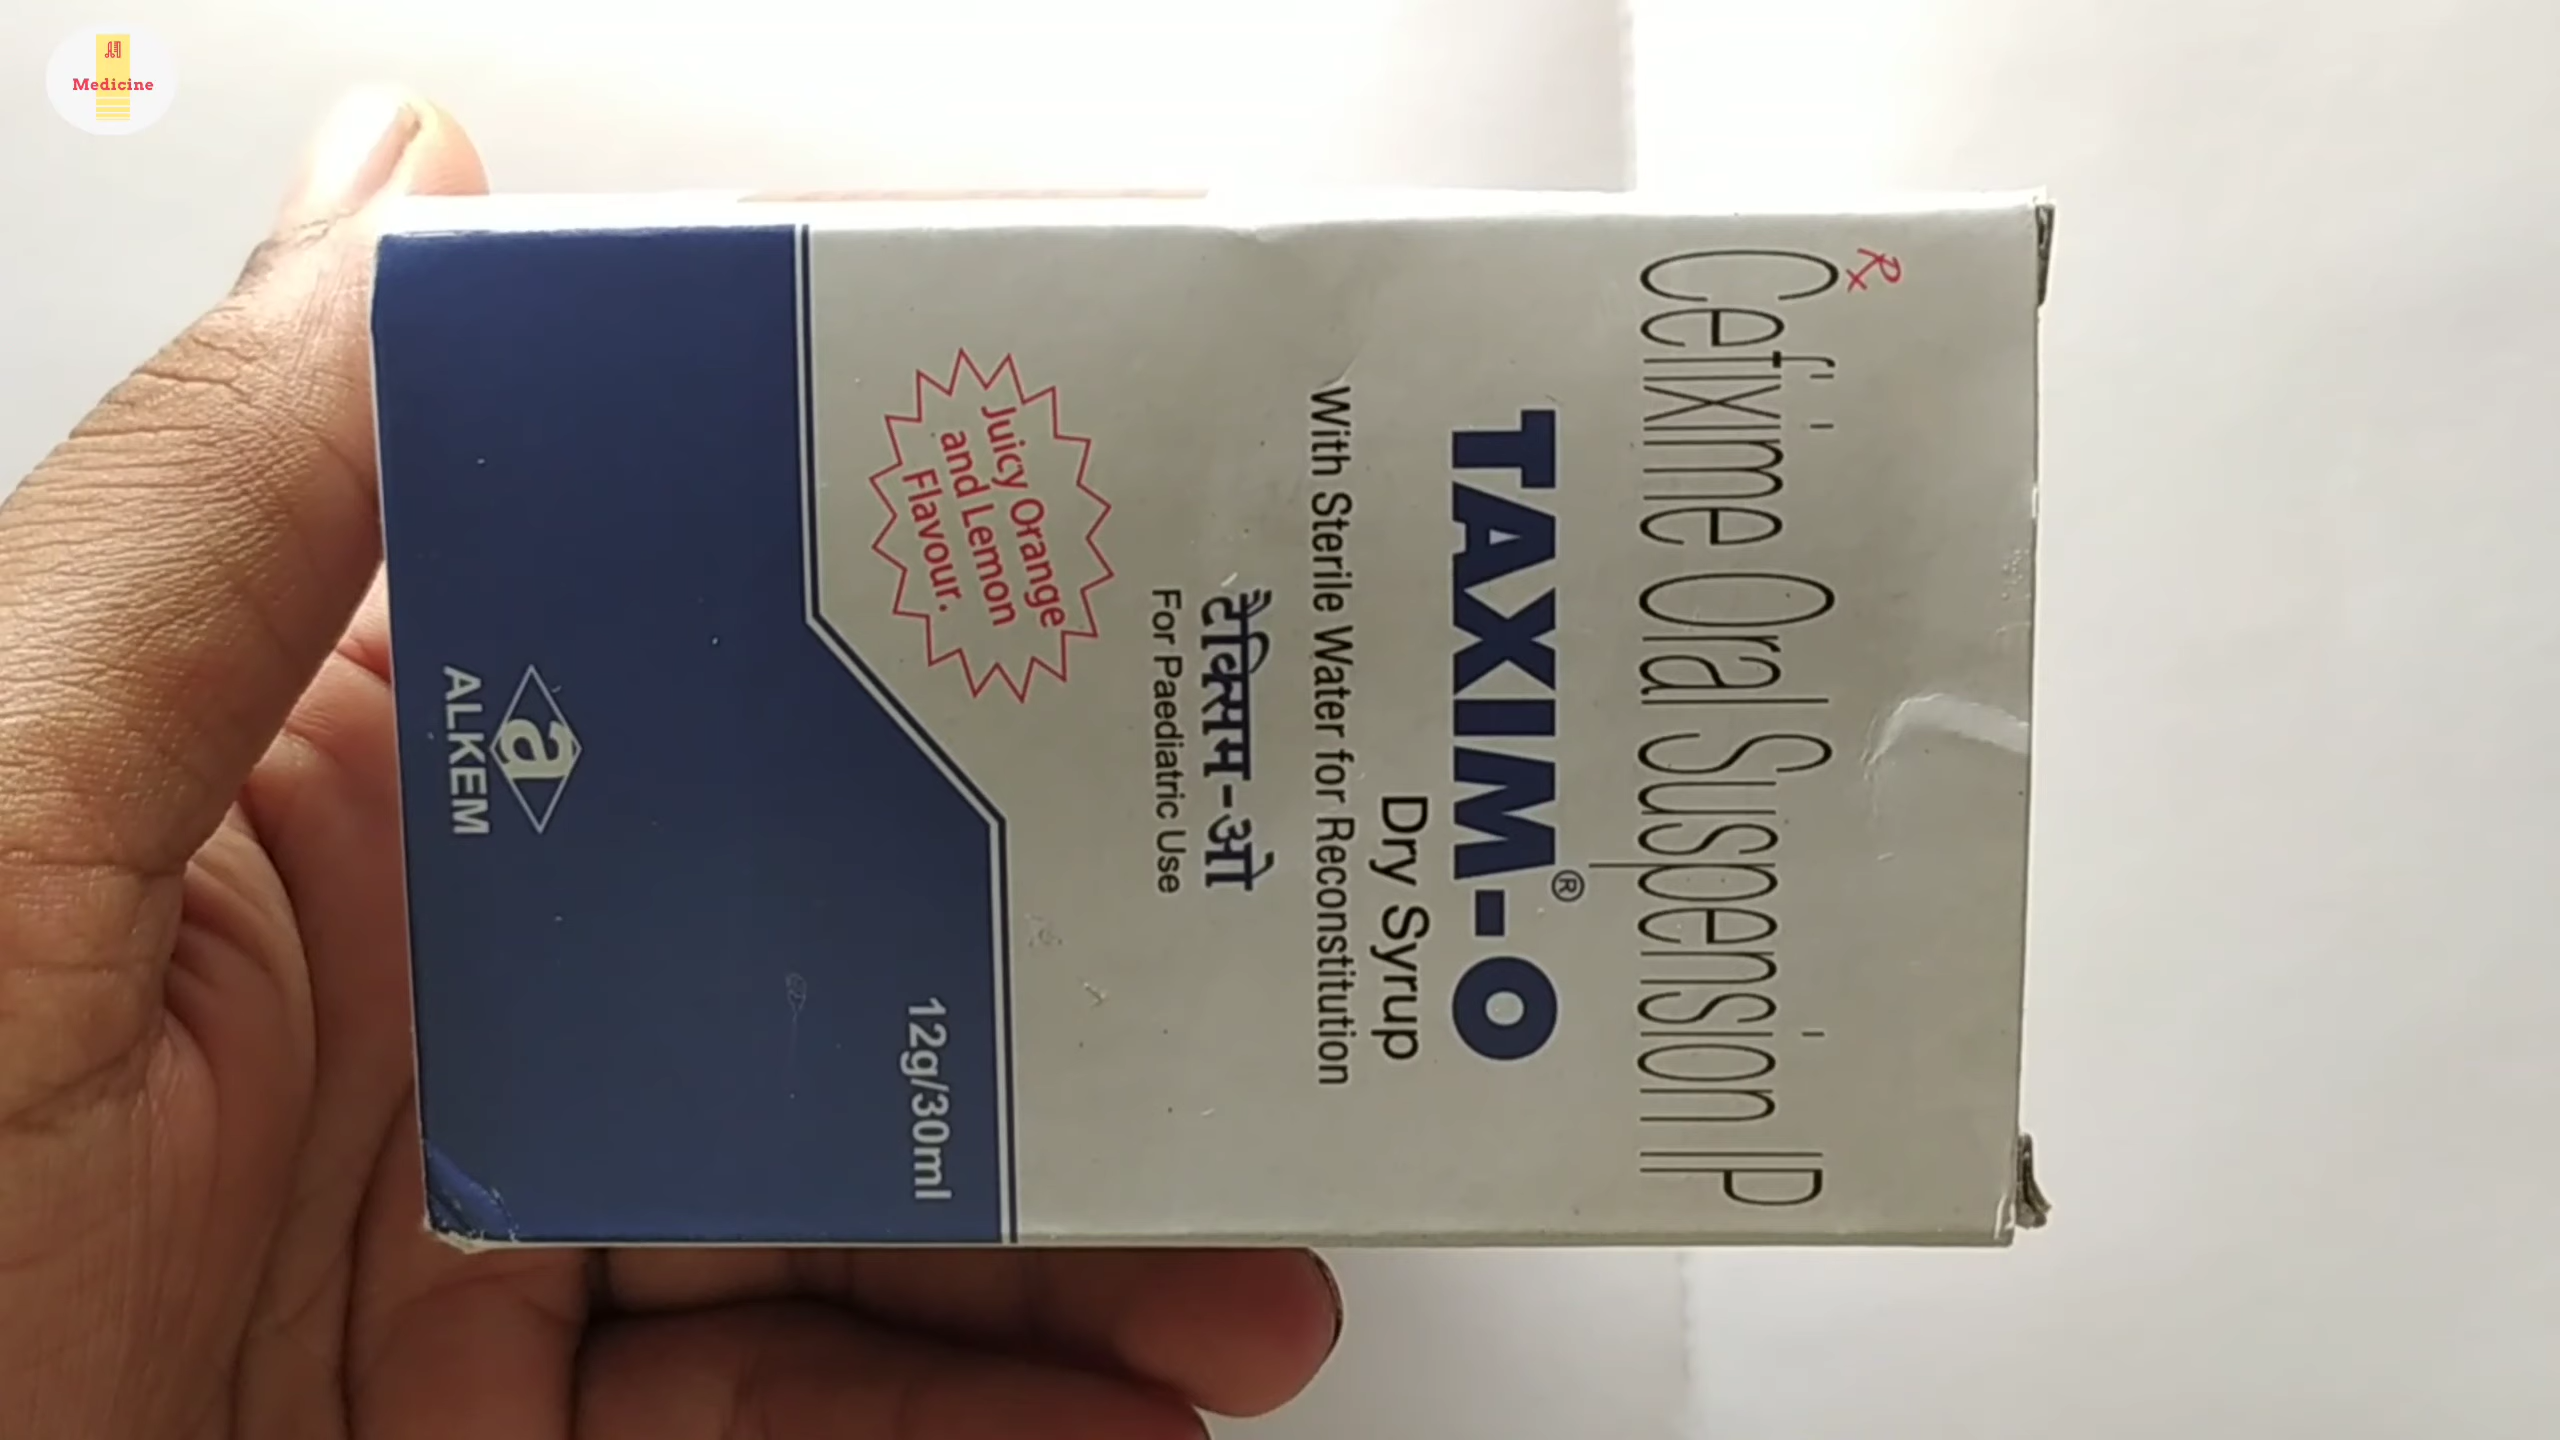 Medicine
Rx
Cefixime Oral Suspension IP
TAXIM®-O
Dry Syrup
With Sterile Water for Reconstitution
टैक्सिम-ओ
For Paediatric Use
Juicy Orange
and Lemon
Flavour.
12g/30ml
a
ALKEM